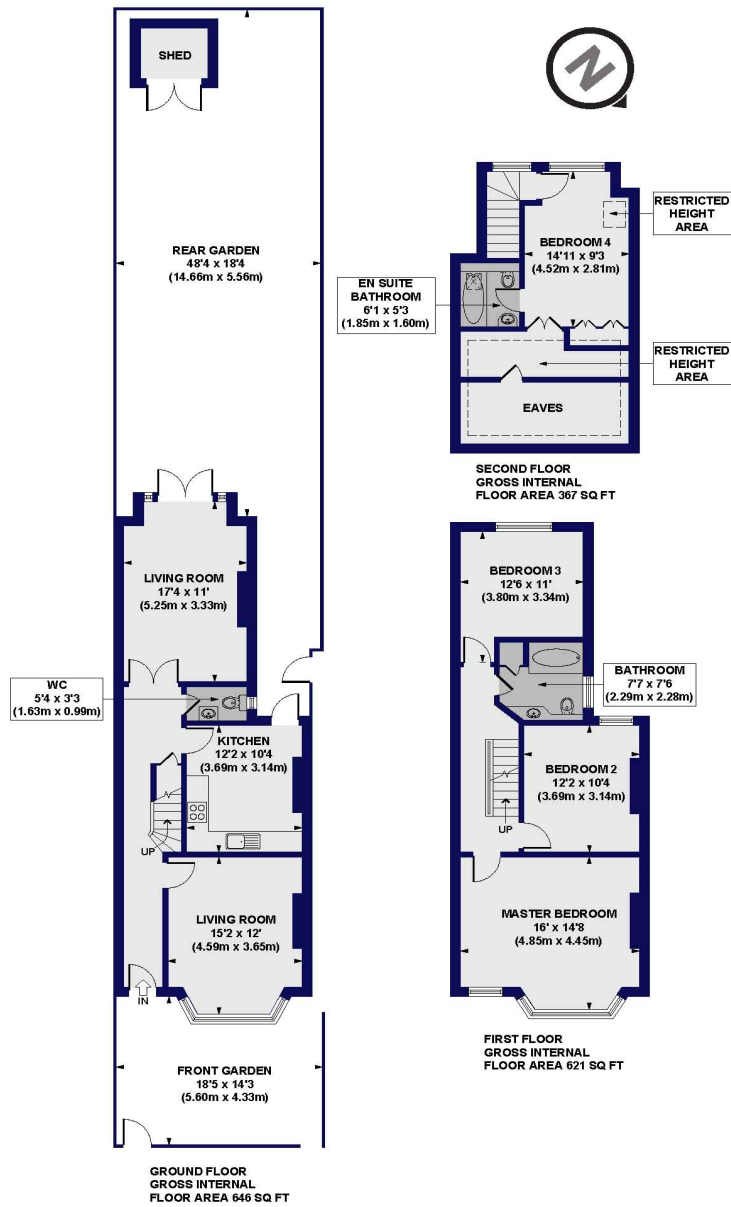 SHED
N
REAR GARDEN
48'4 x 18'4
(14.66m x 5.56m)
RESTRICTED
HEIGHT
AREA
BEDROOM 4
14'11 x 9'3
(4.52m x 2.81m)
EN SUITE
BATHROOM
6'1 x 5'3
(1.85m x 1.60m)
RESTRICTED
HEIGHT
AREA
EAVES
SECOND FLOOR
GROSS INTERNAL
FLOOR AREA 367 SQ FT
LIVING ROOM
17'4 x 11'
(5.25m x 3.33m)
WC
5'4 x 3'3
(1.63m x 0.99m)
KITCHEN
12'2 x 10'4
(3.69m x 3.14m)
UP
LIVING ROOM
15'2 x 12'
(4.59m x 3.65m)
IN
FRONT GARDEN
18'5 x 14'3
(5.60m x 4.33m)
GROUND FLOOR
GROSS INTERNAL
FLOOR AREA 646 SQ FT
BEDROOM 3
12'6 x 11'
(3.80m x 3.34m)
BATHROOM
7'7 x 7'6
(2.29m x 2.28m)
BEDROOM 2
12'2 x 10'4
(3.69m x 3.14m)
UP
MASTER BEDROOM
16' x 14'8
(4.85m x 4.45m)
FIRST FLOOR
GROSS INTERNAL
FLOOR AREA 621 SQ FT